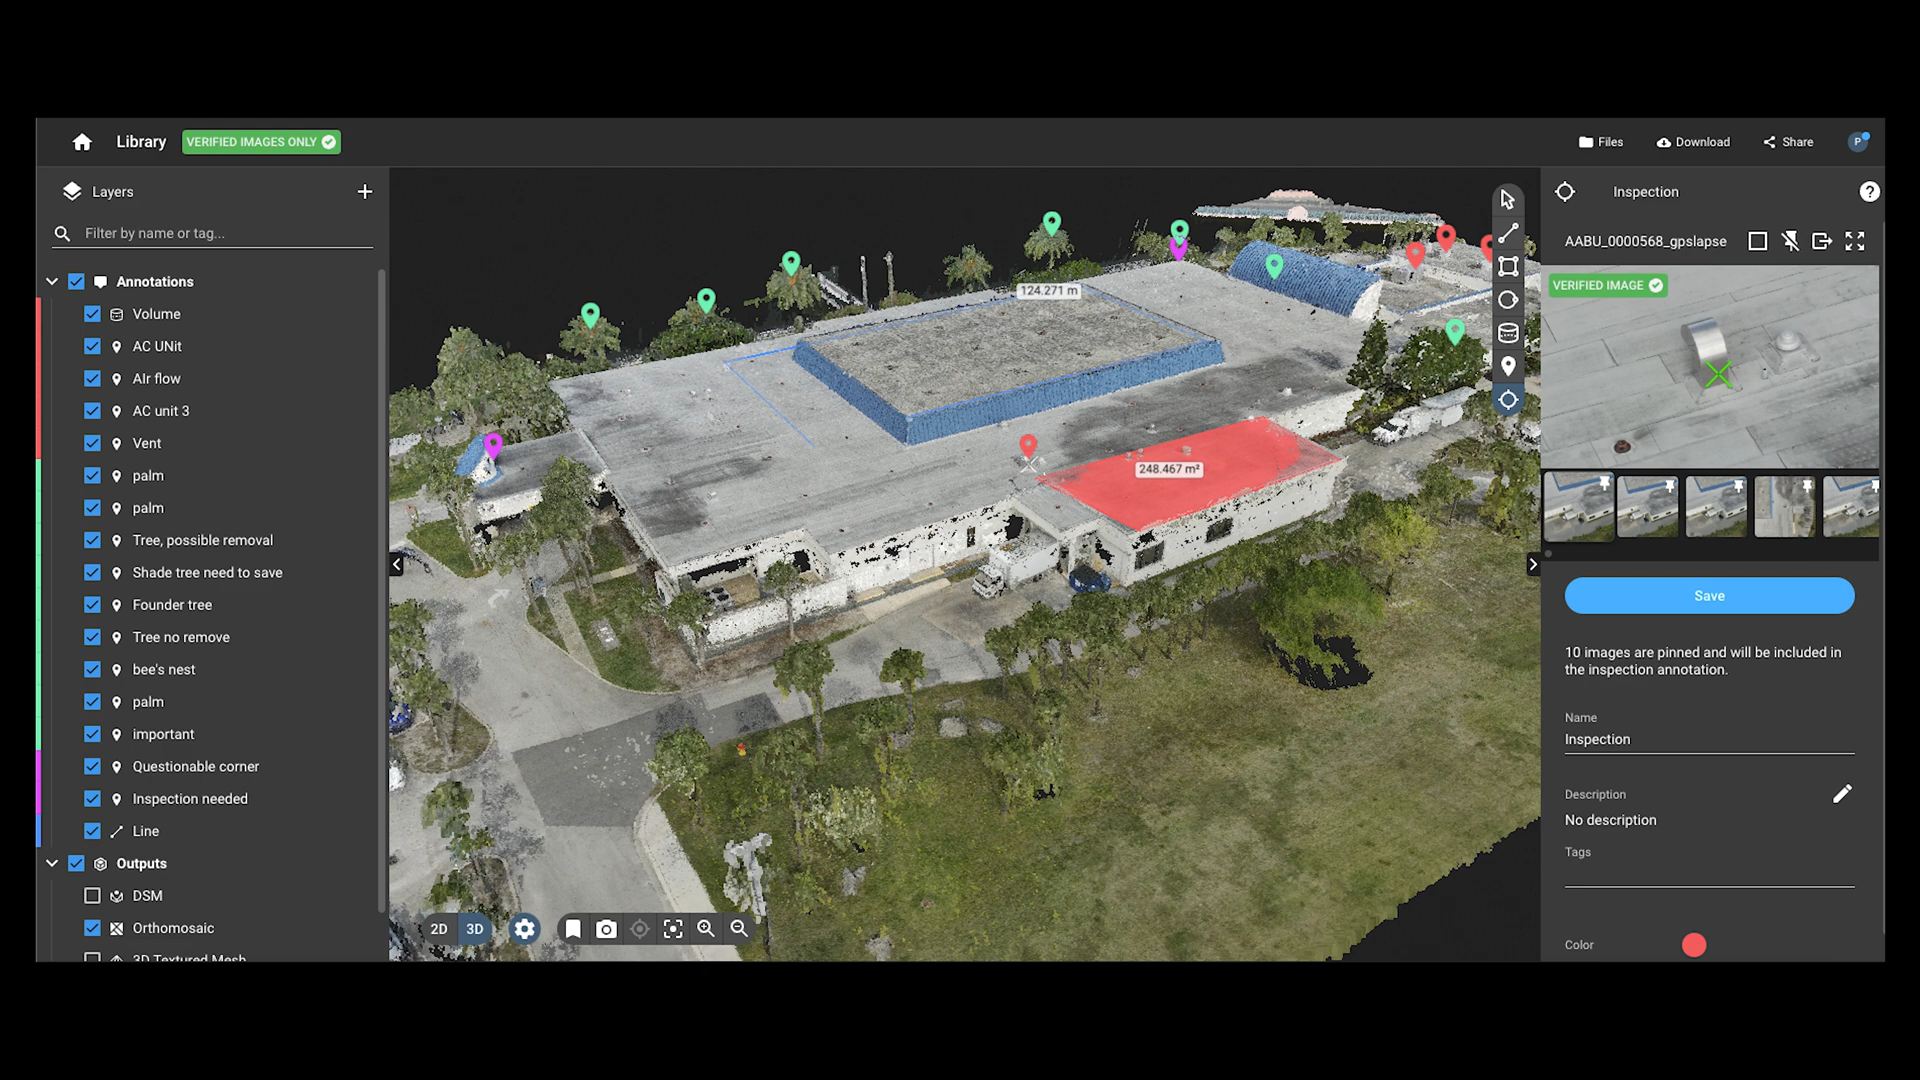 Library
VERIFIED IMAGES ONLY
Files
Download
Share
P
Layers
Filter by name or tag...
Annotations
Volume
AC UNit
AIr flow
AC unit 3
Vent
palm
palm
Tree, possible removal
Shade tree need to save
Founder tree
Tree no remove
bee's nest
palm
important
Questionable corner
Inspection needed
Line
Outputs
DSM
Orthomosaic
3D Textured Mesh
124.271 m
248.467 m²
2D
3D
Inspection
?
AABU_0000568_gpslapse
VERIFIED IMAGE
Save
10 images are pinned and will be included in
the inspection annotation.
Name
Inspection
Description
No description
Tags
Color